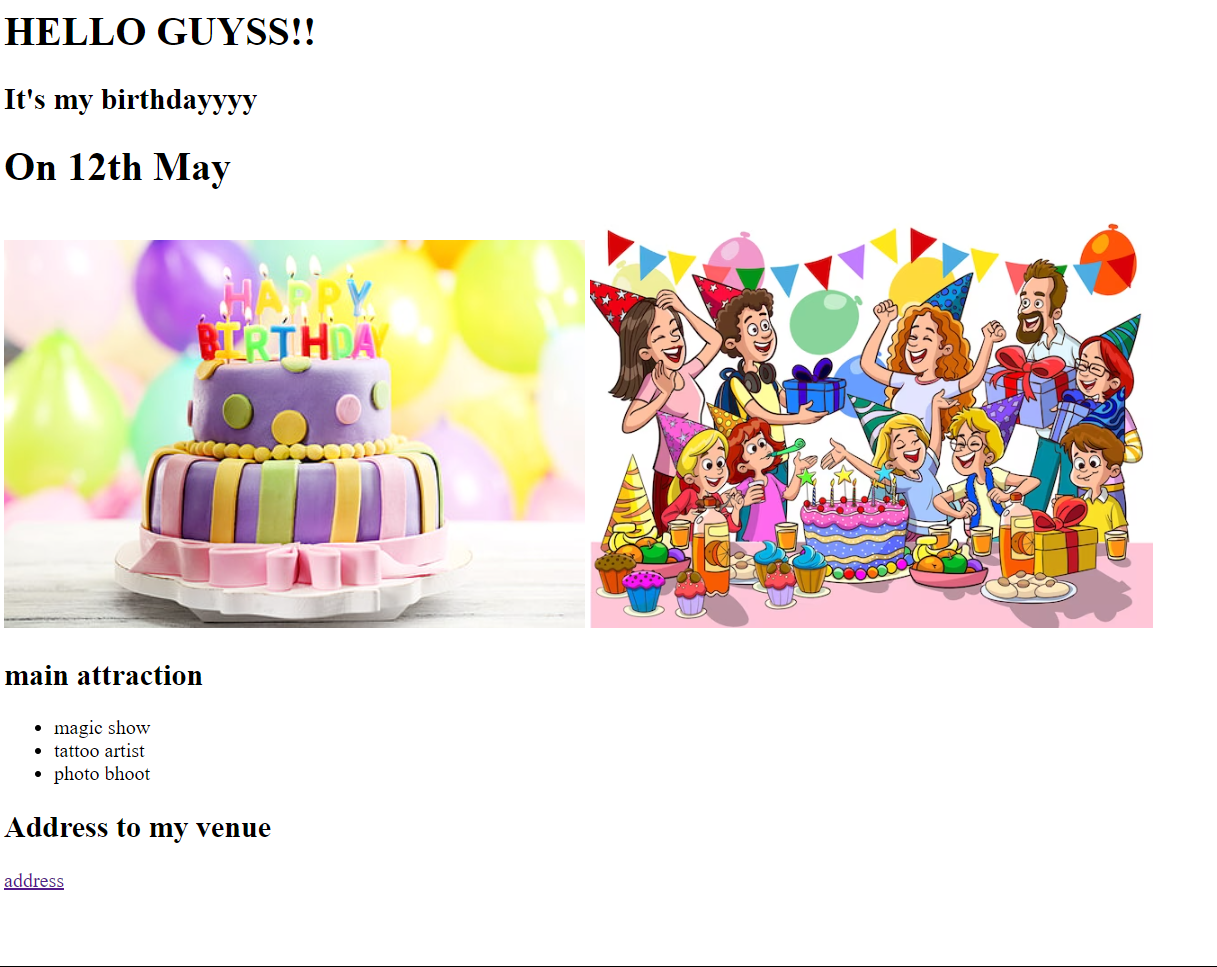 HELLO GUYSS!!
It's my birthdayyyy
On 12th May
HAPPY
BIRTHDAY
main attraction
magic show
tattoo artist
photo bhoot
Address to my venue
address